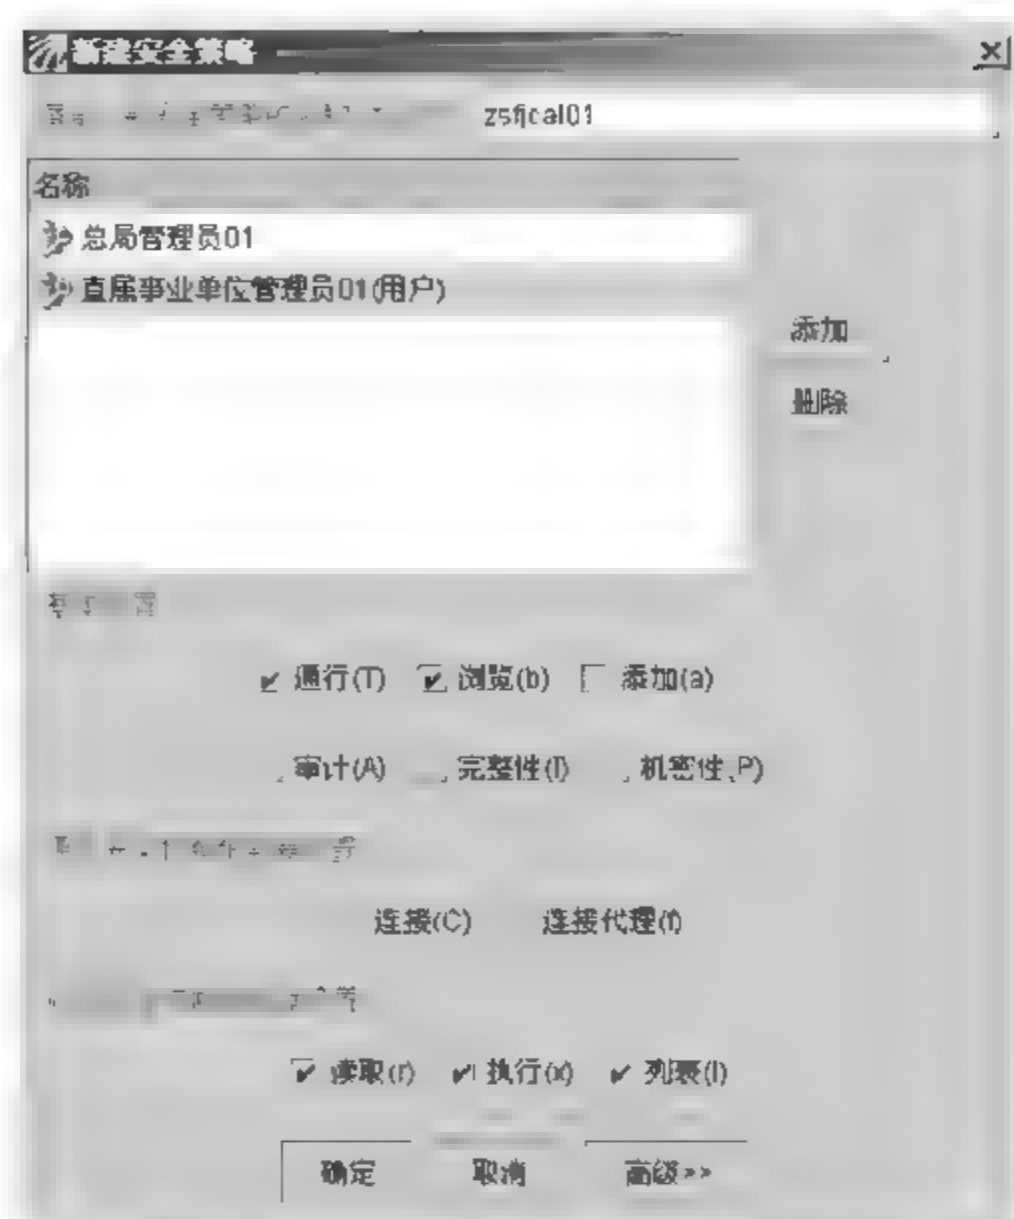 新建安全策略
zsfjcal01
名称
总局管理员01
直属事业单位管理员01(用户)
添加
删除
通行(T) 浏览(b) 添加(a)
审计(A) 完整性(I) 机密性(P)
连接(C) 连接代理(f)
读取(r) 执行(x) 列表(l)
确定 取消 高级>>